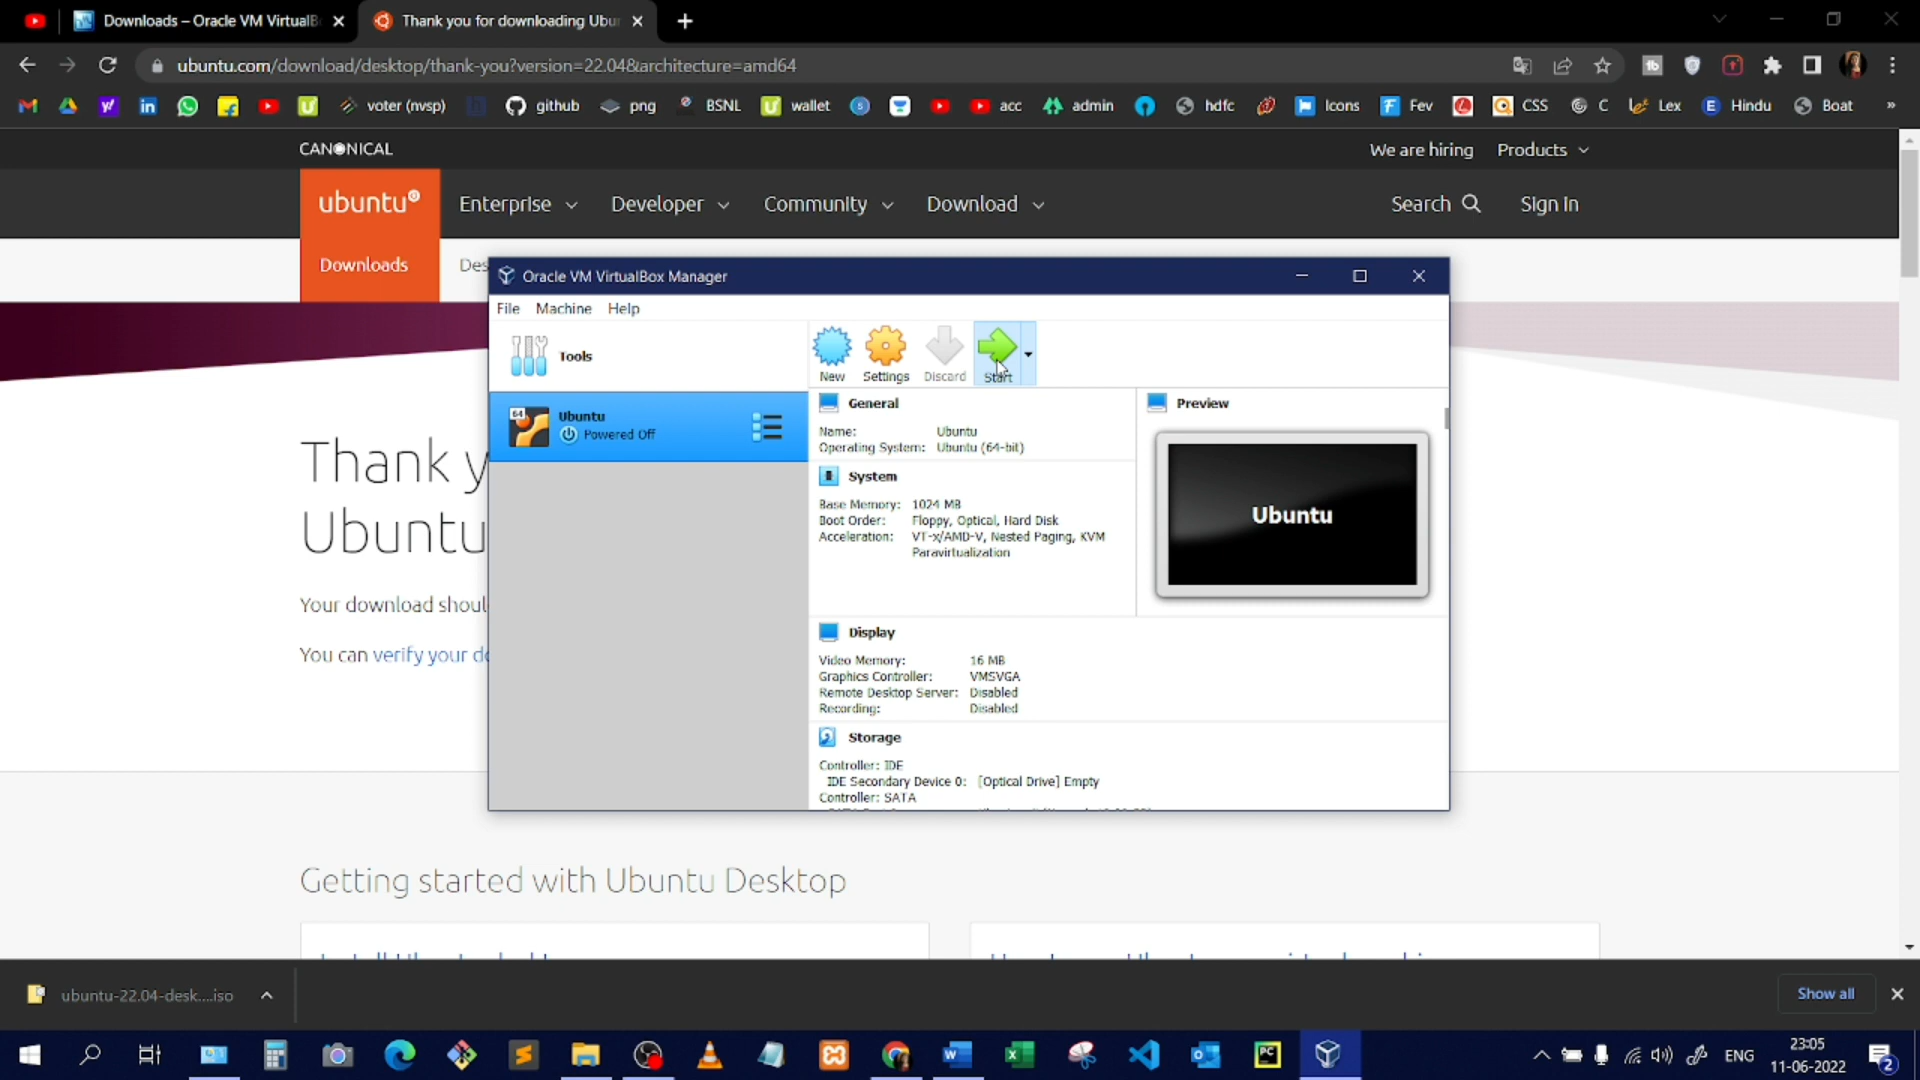 Downloads – Oracle VM VirtualB
Thank you for downloading Ubu
ubuntu.com/download/desktop/thank-you?version=22.04&architecture=amd64
voter (nvsp)
github
png
BSNL
wallet
acc
admin
hdfc
Icons
Fev
CSS
C
Lex
Hindu
Boat
CANONICAL
We are hiring
Products
ubuntu
Enterprise
Developer
Community
Download
Search
Sign in
Downloads
Des
Oracle VM VirtualBox Manager
File Machine Help
Tools
New
Settings
Discard
Start
Ubuntu
Powered Off
General
Name: Ubuntu
Operating System: Ubuntu (64-bit)
System
Base Memory: 1024 MB
Boot Order: Floppy, Optical, Hard Disk
Acceleration: VT-x/AMD-V, Nested Paging, KVM
Paravirtualization
Preview
Ubuntu
Display
Video Memory: 16 MB
Graphics Controller: VMSVGA
Remote Desktop Server: Disabled
Recording: Disabled
Storage
Controller: IDE
IDE Secondary Device 0: [Optical Drive] Empty
Controller: SATA
Thank y
Ubuntu
Your download shoul
You can verify your do
Getting started with Ubuntu Desktop
ubuntu-22.04-desk....iso
Show all
ENG
23:05
11-06-2022
2